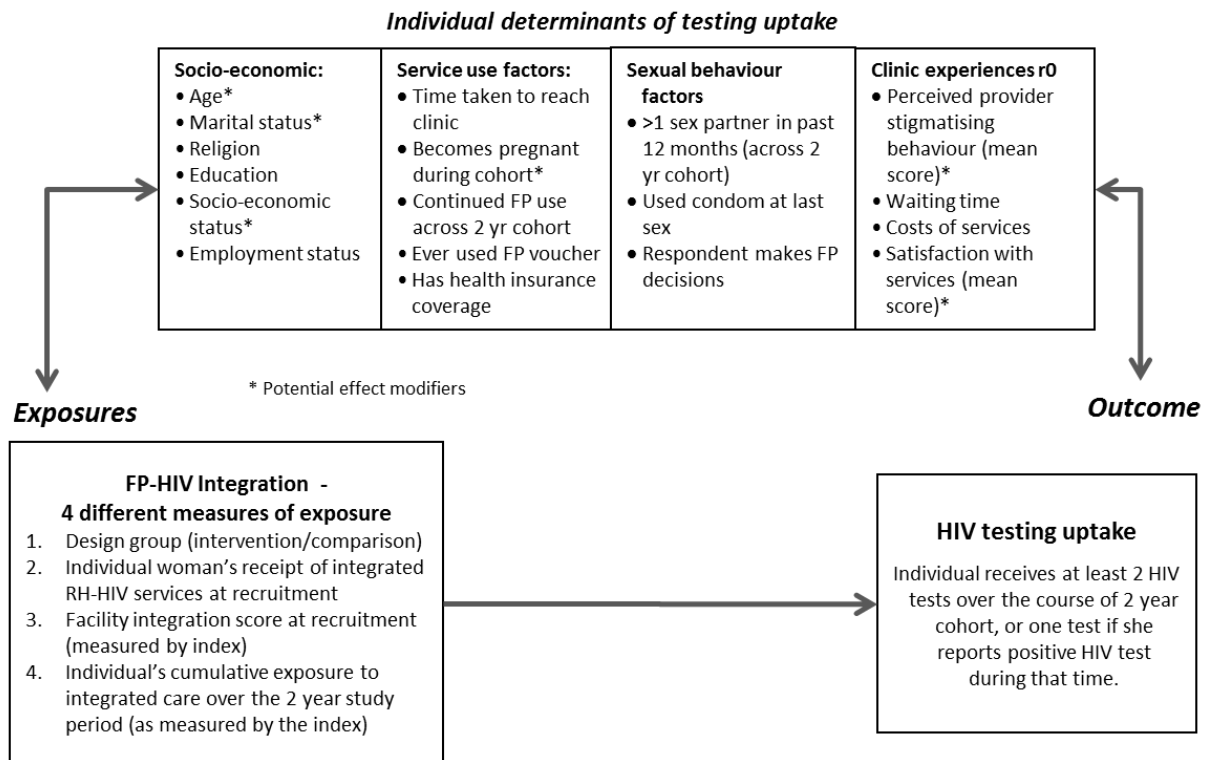 Individual determinants of testing uptake
Socio-economic:
• Age*
• Marital status*
• Religion
• Education
• Socio-economic
status*
• Employment status
Service use factors:
• Time taken to reach
clinic
• Becomes pregnant
during cohort*
• Continued FP use
across 2 yr cohort
• Ever used FP voucher
• Has health insurance
coverage
Sexual behaviour
factors
• >1 sex partner in past
12 months (across 2
yr cohort)
• Used condom at last
sex
• Respondent makes FP
decisions
Clinic experiences r0
• Perceived provider
stigmatising
behaviour (mean
score)*
• Waiting time
• Costs of services
• Satisfaction with
services (mean
score)*
* Potential effect modifiers
Exposures
Outcome
FP-HIV Integration -
4 different measures of exposure
1. Design group (intervention/comparison)
2. Individual woman's receipt of integrated
RH-HIV services at recruitment
3. Facility integration score at recruitment
(measured by index)
4. Individual's cumulative exposure to
integrated care over the 2 year study
period (as measured by the index)
HIV testing uptake
Individual receives at least 2 HIV
tests over the course of 2 year
cohort, or one test if she
reports positive HIV test
during that time.